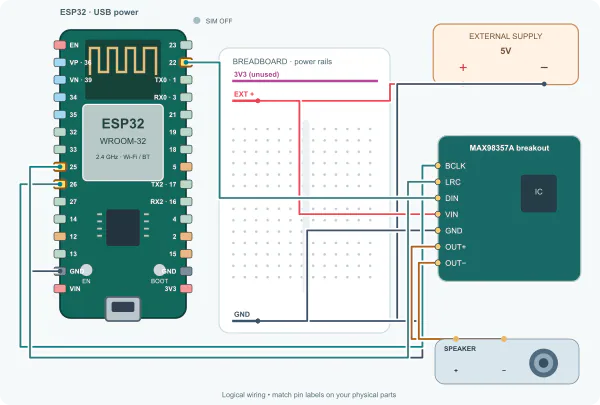 ESP32 · USB power
SIM OFF
EN
VP · 36
VN · 39
34
35
32
33
25
26
27
14
12
13
GND
VIN
23
22
TX0 · 1
RX0 · 3
21
19
18
5
TX2 · 17
RX2 · 16
4
2
15
GND
3V3
ESP32
WROOM-32
2.4 GHz · Wi-Fi / BT
EN
BOOT
BREADBOARD · power rails
3V3 (unused)
EXT +
GND
EXTERNAL SUPPLY
5V
+ −
MAX98357A breakout
BCLK
LRC
DIN
VIN
GND
OUT+
OUT−
IC
SPEAKER
+ −
Logical wiring • match pin labels on your physical parts